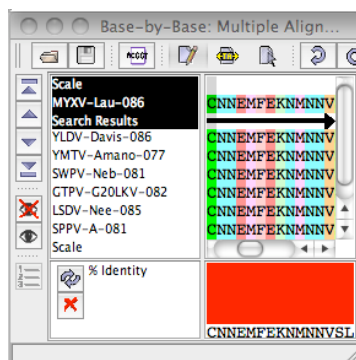 Base-by-Base: Multiple Align...
ACGGT
Scale
MYXV-Lau-086 CNNEMFEKNMNNV
Search Results
YLDV-Davis-086 CNNEMFEKNMNNV
YMTV-Amano-077 CNNEMFEKNMNNV
SWPV-Neb-081 CNNEMFEKNMNNV
GTPV-G20LKV-082 CNNEMFEKNMNNV
LSDV-Nee-085 CNNEMFEKNMNNV
SPPV-A-081 CNNEMFEKNMNNV
Scale
% Identity
CNNEMFEKNMNNVSL